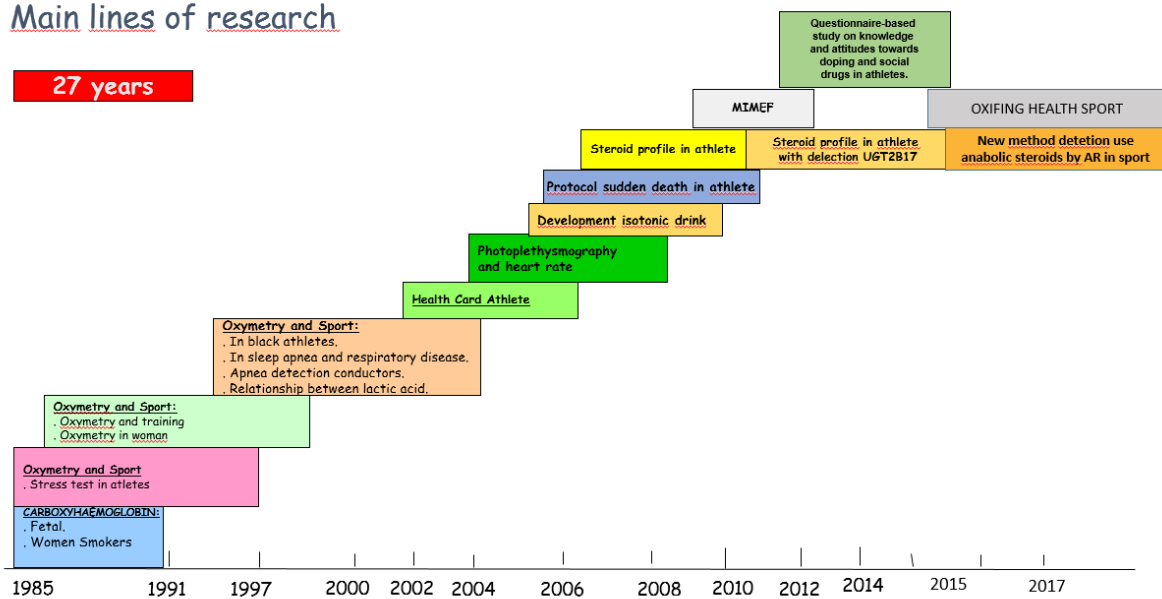 Main lines of research
27 years
Questionnaire-based
study on knowledge
and attitudes towards
doping and social
drugs in athletes.
MIMEF
OXIFING HEALTH SPORT
Steroid profile in athlete
Steroid profile in athlete
with delection UGT2B17
New method detetion use
anabolic steroids by AR in sport
Protocol sudden death in athlete
Development isotonic drink
Photoplethysmography
and heart rate
Health Card Athlete
Oxymetry and Sport:
. In black athletes.
. In sleep apnea and respiratory disease.
. Apnea detection conductors.
. Relationship between lactic acid.
Oxymetry and Sport:
. Oxymetry and training
. Oxymetry in woman
Oxymetry and Sport
. Stress test in atletes
CARBOXYHAEMOGLOBIN:
. Fetal.
. Women Smokers
1985 1991 1997 2000 2002 2004 2006 2008 2010 2012 2014 2015 2017